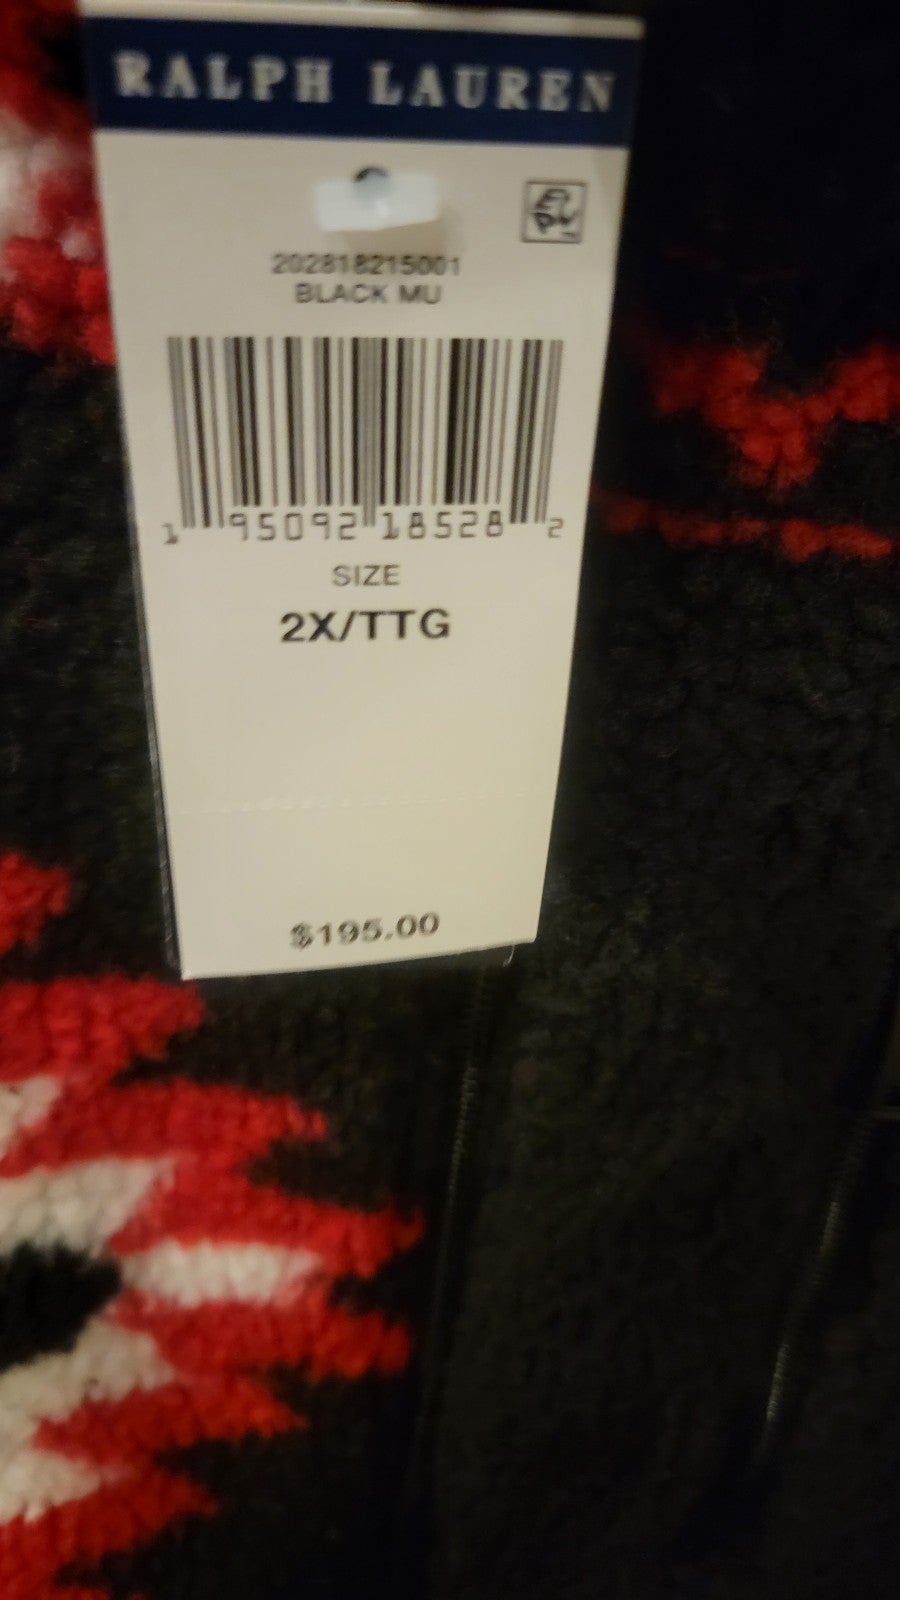 RALPH LAUREN
202818215001
BLACK MU
1 95092 18528 2
SIZE
2X/TTG
$195.00